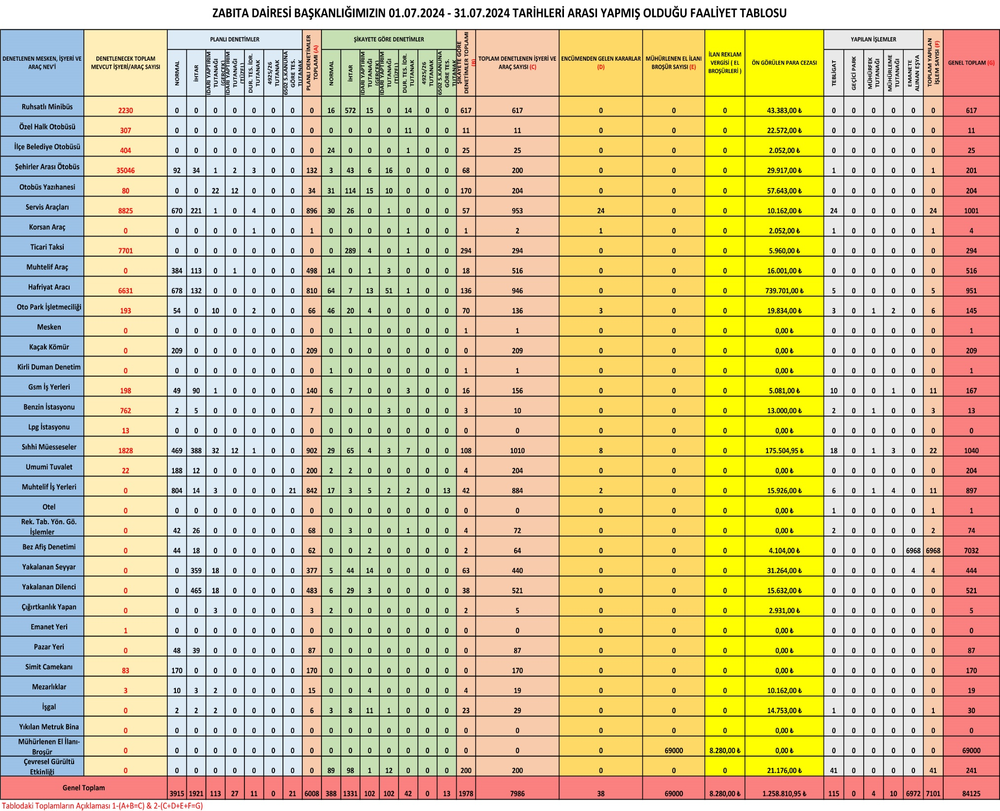 ZABITA DAİRESİ BAŞKANLIĞIMIZIN 01.07.2024 - 31.07.2024 TARİHLERİ ARASI YAPMIŞ OLDUĞU FAALİYET TABLOSU
DENETLENEN MESKEN, İŞYERİ VE ARAÇ NEV'İ
DENETLENECEK TOPLAM MEVCUT İŞYERİ/ARAÇ SAYISI
PLANLI DENETİMLER
NORMAL
İHTAR
İDARİ YAPTIRIM TUTANAĞI (GERÇEK)
İDARİ YAPTIRIM TUTANAĞI (TÜZEL)
DUR. TES. İDR. TUTANAK
4925/26 TUTANAK
6502 S.KANUNA GÖRE TES. TUTANAK
PLANLI DENETİMLER TOPLAMI (A)
ŞİKAYETE GÖRE DENETİMLER
NORMAL
İHTAR
İDARİ YAPTIRIM TUTANAĞI (GERÇEK)
İDARİ YAPTIRIM TUTANAĞI (TÜZEL)
DUR. TES. İDR. TUTANAK
4925/26 TUTANAK
6502 S.KANUNA GÖRE TES. TUTANAK
ŞİKAYETE GÖRE DENETİMLER TOPLAMI (B)
TOPLAM DENETLENEN İŞYERİ VE ARAÇ SAYISI (C)
ENCÜMENDEN GELEN KARARLAR (D)
MÜHÜRLENEN EL İLANI BROŞÜR SAYISI (E)
İLAN REKLAM VERGİSİ ( EL BROŞÜRLERİ )
ÖN GÖRÜLEN PARA CEZASI
YAPILAN İŞLEMLER
TEBLİGAT
GEÇİCİ PARK
MÜHÜRFEK TUTANAĞI
MÜHÜRLEME TUTANAĞI
EMANETE ALINAN EŞYA
TOPLAM YAPILAN İŞLEM SAYISI (F)
GENEL TOPLAM (G)
Ruhsatlı Minibüs 2230 0 0 0 0 0 0 0 0 16 572 15 0 14 0 0 617 617 0 0 0 43.383,00 ₺ 0 0 0 0 0 0 617
Özel Halk Otobüsü 307 0 0 0 0 0 0 0 0 0 0 0 0 11 0 0 11 11 0 0 0 22.572,00 ₺ 0 0 0 0 0 0 11
İlçe Belediye Otobüsü 404 0 0 0 0 0 0 0 0 24 0 0 0 1 0 0 25 25 0 0 0 2.052,00 ₺ 0 0 0 0 0 0 25
Şehirler Arası Ötobüs 35046 92 34 1 2 3 0 0 132 3 43 6 16 0 0 0 68 200 0 0 0 29.917,00 ₺ 1 0 0 0 0 1 201
Otobüs Yazıhanesi 80 0 0 22 12 0 0 0 34 31 114 15 10 0 0 0 170 204 0 0 0 57.643,00 ₺ 0 0 0 0 0 0 204
Servis Araçları 8825 670 221 1 0 4 0 0 896 30 26 0 1 0 0 0 57 953 24 0 0 10.162,00 ₺ 24 0 0 0 0 24 1001
Korsan Araç 0 0 0 0 0 1 0 0 1 0 0 0 0 1 0 0 1 2 1 0 0 2.052,00 ₺ 1 0 0 0 0 1 4
Ticari Taksi 7701 0 0 0 0 0 0 0 0 0 289 4 0 1 0 0 294 294 0 0 0 5.960,00 ₺ 0 0 0 0 0 0 294
Muhtelif Araç 0 384 113 0 1 0 0 0 498 14 0 1 3 0 0 0 18 516 0 0 0 16.001,00 ₺ 0 0 0 0 0 0 516
Hafriyat Aracı 6631 678 132 0 0 0 0 0 810 64 7 13 51 1 0 0 136 946 0 0 0 739.701,00 ₺ 5 0 0 0 0 5 951
Oto Park İşletmeciliği 193 54 0 10 0 2 0 0 66 46 20 4 0 0 0 0 70 136 3 0 0 19.834,00 ₺ 3 0 1 2 0 6 145
Mesken 0 0 0 0 0 0 0 0 0 0 1 0 0 0 0 0 1 1 0 0 0 0,00 ₺ 0 0 0 0 0 0 1
Kaçak Kömür 0 209 0 0 0 0 0 0 209 0 0 0 0 0 0 0 0 209 0 0 0 0,00 ₺ 0 0 0 0 0 0 209
Kirli Duman Denetim 0 0 0 0 0 0 0 0 0 1 0 0 0 0 0 0 1 1 0 0 0 0,00 ₺ 0 0 0 0 0 0 1
Gsm İş Yerleri 198 49 90 1 0 0 0 0 140 6 7 0 0 3 0 0 16 156 0 0 0 5.081,00 ₺ 10 0 0 1 0 11 167
Benzin İstasyonu 762 2 5 0 0 0 0 0 7 0 0 0 3 0 0 0 3 10 0 0 0 13.000,00 ₺ 2 0 1 0 0 3 13
Lpg İstasyonu 13 0 0 0 0 0 0 0 0 0 0 0 0 0 0 0 0 0 0 0 0 0,00 ₺ 0 0 0 0 0 0 0
Sıhhi Müesseseler 1828 469 388 32 12 1 0 0 902 29 65 4 3 7 0 0 108 1010 8 0 0 175.504,95 ₺ 18 0 1 3 0 22 1040
Umumi Tuvalet 22 188 12 0 0 0 0 0 200 2 2 0 0 0 0 0 4 204 0 0 0 0,00 ₺ 0 0 0 0 0 0 204
Muhtelif İş Yerleri 0 804 14 3 0 0 0 21 842 17 3 5 2 2 0 13 42 884 2 0 0 15.926,00 ₺ 6 0 1 4 0 11 897
Otel 0 0 0 0 0 0 0 0 0 0 0 0 0 0 0 0 0 0 0 0 0 0,00 ₺ 1 0 0 0 0 1 1
Rek. Tab. Yön. Gö. İşlemler 0 42 26 0 0 0 0 0 68 0 3 0 0 1 0 0 4 72 0 0 0 0,00 ₺ 2 0 0 0 0 2 74
Bez Afiş Denetimi 0 44 18 0 0 0 0 0 62 0 0 2 0 0 0 0 2 64 0 0 0 4.104,00 ₺ 0 0 0 0 6968 6968 7032
Yakalanan Seyyar 0 0 359 18 0 0 0 0 377 5 44 14 0 0 0 0 63 440 0 0 0 31.264,00 ₺ 0 0 0 0 4 4 444
Yakalanan Dilenci 0 0 465 18 0 0 0 0 483 6 29 3 0 0 0 0 38 521 0 0 0 15.632,00 ₺ 0 0 0 0 0 0 521
Çığırtkanlık Yapan 0 0 0 3 0 0 0 0 3 2 0 0 0 0 0 0 2 5 0 0 0 2.931,00 ₺ 0 0 0 0 0 0 5
Emanet Yeri 1 0 0 0 0 0 0 0 0 0 0 0 0 0 0 0 0 0 0 0 0 0,00 ₺ 0 0 0 0 0 0 0
Pazar Yeri 0 48 39 0 0 0 0 0 87 0 0 0 0 0 0 0 0 87 0 0 0 0,00 ₺ 0 0 0 0 0 0 87
Simit Camekanı 83 170 0 0 0 0 0 0 170 0 0 0 0 0 0 0 0 170 0 0 0 0,00 ₺ 0 0 0 0 0 0 170
Mezarlıklar 3 10 3 2 0 0 0 0 15 0 0 4 0 0 0 0 4 19 0 0 0 10.162,00 ₺ 0 0 0 0 0 0 19
İşgal 0 2 2 2 0 0 0 0 6 3 8 11 1 0 0 0 23 29 0 0 0 14.753,00 ₺ 1 0 0 0 0 1 30
Yıkılan Metruk Bina 0 0 0 0 0 0 0 0 0 0 0 0 0 0 0 0 0 0 0 0 0 0,00 ₺ 0 0 0 0 0 0 0
Mühürlenen El İlanı-Broşür 0 0 0 0 0 0 0 0 0 0 0 0 0 0 0 0 0 0 0 69000 8.280,00 ₺ 0,00 ₺ 0 0 0 0 0 0 69000
Çevresel Gürültü Etkinliği 0 0 0 0 0 0 0 0 0 89 98 1 12 0 0 0 200 200 0 0 0 21.176,00 ₺ 41 0 0 0 0 41 241
Genel Toplam 3915 1921 113 27 11 0 21 6008 388 1331 102 102 42 0 13 1978 7986 38 69000 8.280,00 ₺ 1.258.810,95 ₺ 115 0 4 10 6972 7101 84125
Tablodaki Toplamların Açıklaması 1-(A+B=C) & 2-(C+D+E+F=G)